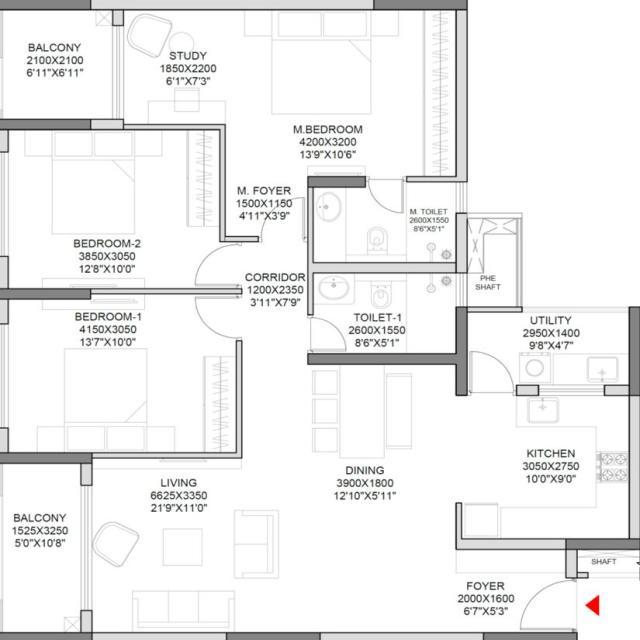 BALCONY
2100X2100
6'11"X6'11"
STUDY
1850X2200
6'1"X7'3"
M.BEDROOM
4200X3200
13'9"X10'6"
M. FOYER
1500X1150
4'11"X3'9"
M. TOILET
2600X1550
8'6"X5'1"
BEDROOM-2
3850X3050
12'8"X10'0"
CORRIDOR
1200X2350
3'11"X7'9"
PHE
SHAFT
BEDROOM-1
4150X3050
13'7"X10'0"
TOILET-1
2600X1550
8'6"X5'1"
UTILITY
2950X1400
9'8"X4'7"
KITCHEN
3050X2750
10'0"X9'0"
LIVING
6625X3350
21'9"X11'0"
DINING
3900X1800
12'10"X5'11"
BALCONY
1525X3250
5'0"X10'8"
SHAFT
FOYER
2000X1600
6'7"X5'3"